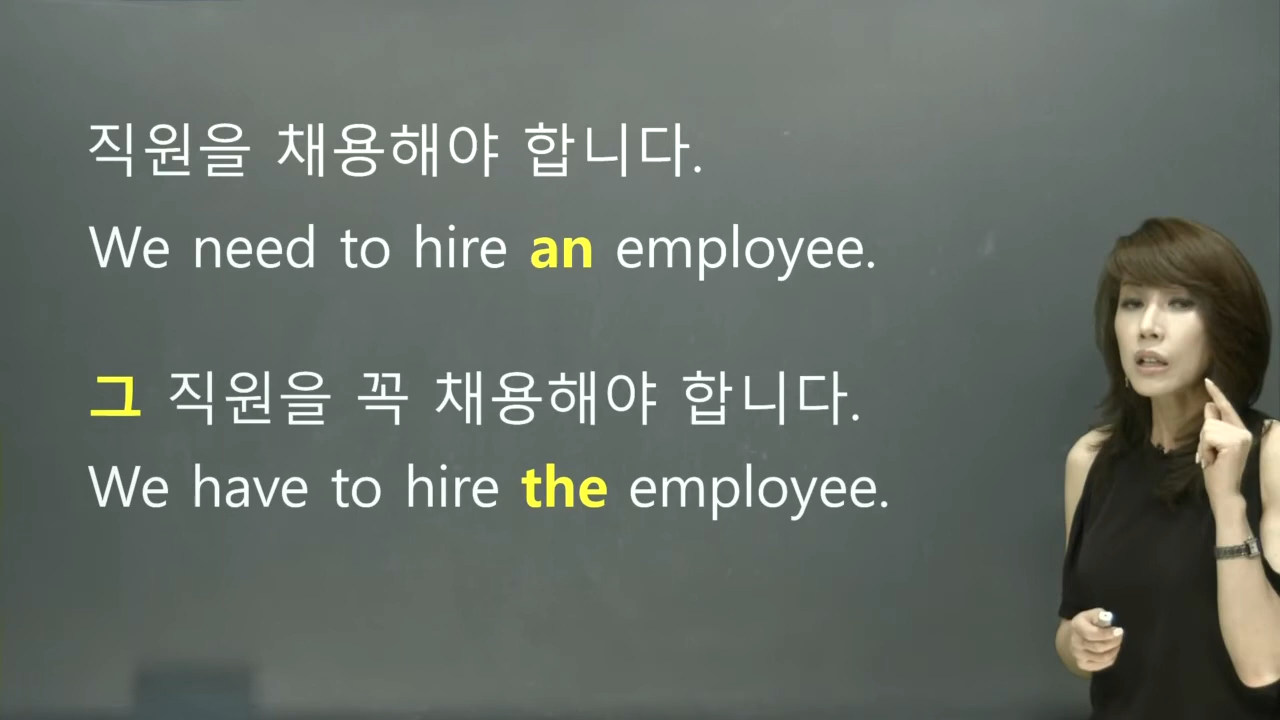 직원을 채용해야 합니다.
We need to hire an employee.
그 직원을 꼭 채용해야 합니다.
We have to hire the employee.